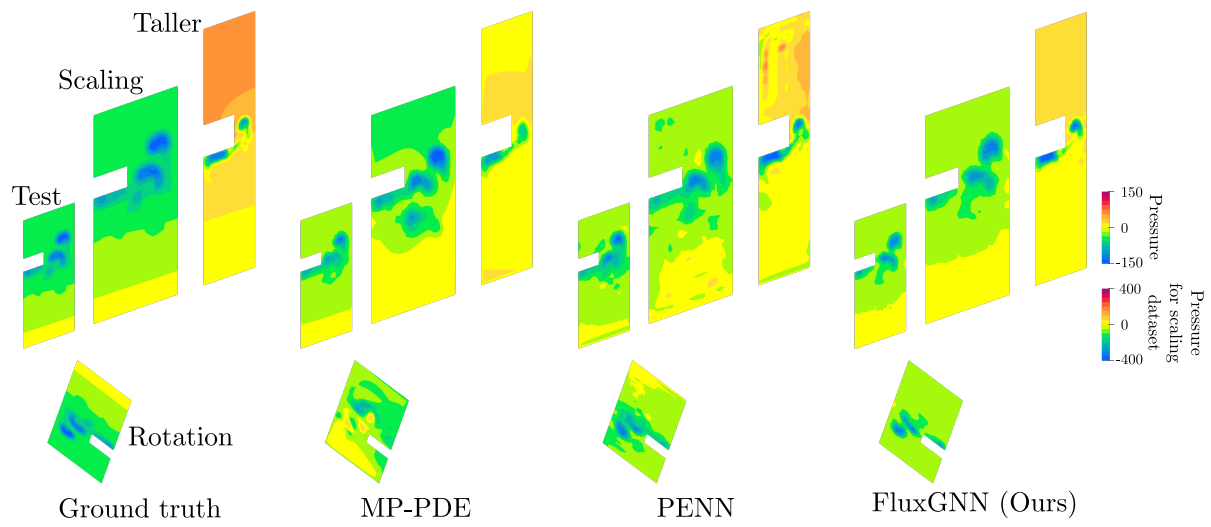 Taller
Scaling
Test
Rotation
150
0
-150
Pressure
400
0
-400
Pressure
for scaling
dataset
Ground truth
MP-PDE
PENN
FluxGNN (Ours)